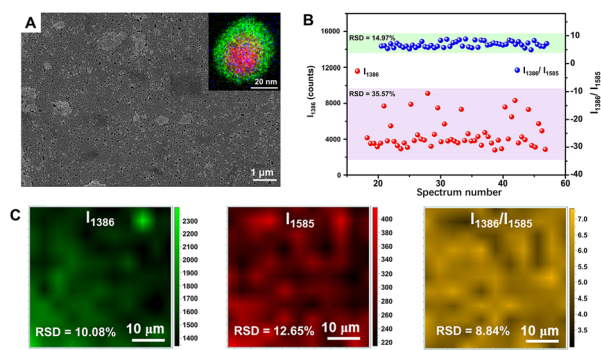 A
20 nm
1 μm
B
RSD = 14.97%
I1386
I1386/ I1585
RSD = 35.57%
16000
12000
8000
4000
0
I1386 (counts)
10
0
-10
-20
-30
-40
I1386/ I1585
20
30
40
50
60
Spectrum number
C
I1386
RSD = 10.08%
10 μm
2300
2200
2100
2000
1900
1800
1700
1600
1500
1400
I1585
RSD = 12.65%
10 μm
400
380
360
340
320
300
280
260
240
220
I1386/I1585
RSD = 8.84%
10 μm
7.0
6.5
6.0
5.5
5.0
4.5
4.0
3.5